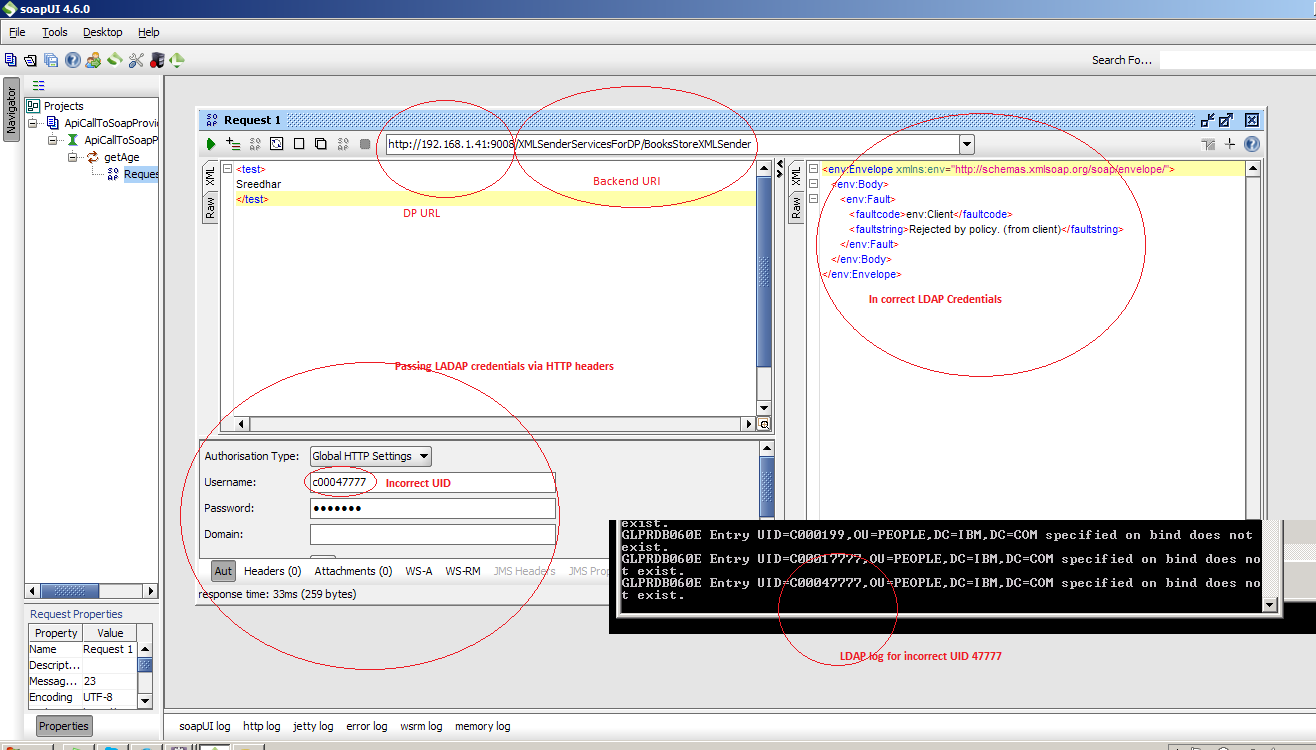 soapUI 4.6.0
File Tools Desktop Help
Search Fo...
Navigator
Projects
ApiCallToSoapProvi
ApiCallToSoapP
getAge
Reques
Request 1
http://192.168.1.41:9008/XMLSenderServicesForDP/BooksStoreXMLSender
XML
Raw
<test>
Sreedhar
</test>
DP URL
Backend URI
XML
Raw
<env:Envelope xmlns:env="http://schemas.xmlsoap.org/soap/envelope/">
<env:Body>
<env:Fault>
<faultcode>env:Client</faultcode>
<faultstring>Rejected by policy. (from client)</faultstring>
</env:Fault>
</env:Body>
</env:Envelope>
In correct LDAP Credentials
Passing LADAP credentials via HTTP headers
Authorisation Type: Global HTTP Settings
Username: c00047777 Incorrect UID
Password: ●●●●●●●
Domain:
Aut Headers (0) Attachments (0) WS-A WS-RM JMS Headers JMS Prop
response time: 33ms (259 bytes)
exist.
GLPRDB060E Entry UID=C000199,OU=PEOPLE,DC=IBM,DC=COM specified on bind does not
exist.
GLPRDB060E Entry UID=C00017777,OU=PEOPLE,DC=IBM,DC=COM specified on bind does no
t exist.
GLPRDB060E Entry UID=C00047777,OU=PEOPLE,DC=IBM,DC=COM specified on bind does no
t exist.
LDAP log for incorrect UID 47777
Request Properties
Property Value
Name Request 1
Descript...
Messag... 23
Encoding UTF-8
Properties
soapUI log http log jetty log error log wsrm log memory log